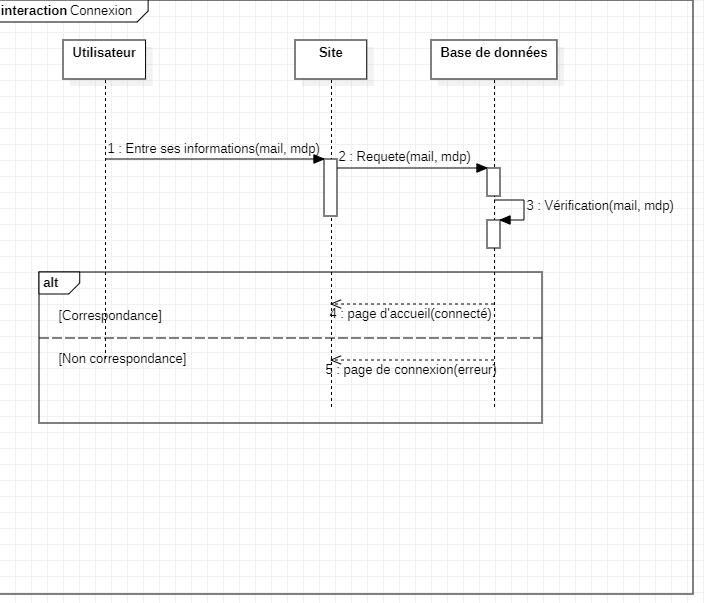 interaction Connexion
Utilisateur
Site
Base de données
1 : Entre ses informations(mail, mdp)
2 : Requete(mail, mdp)
3 : Vérification(mail, mdp)
alt
[Correspondance]
4 : page d'accueil(connecté)
[Non correspondance]
5 : page de connexion(erreur)